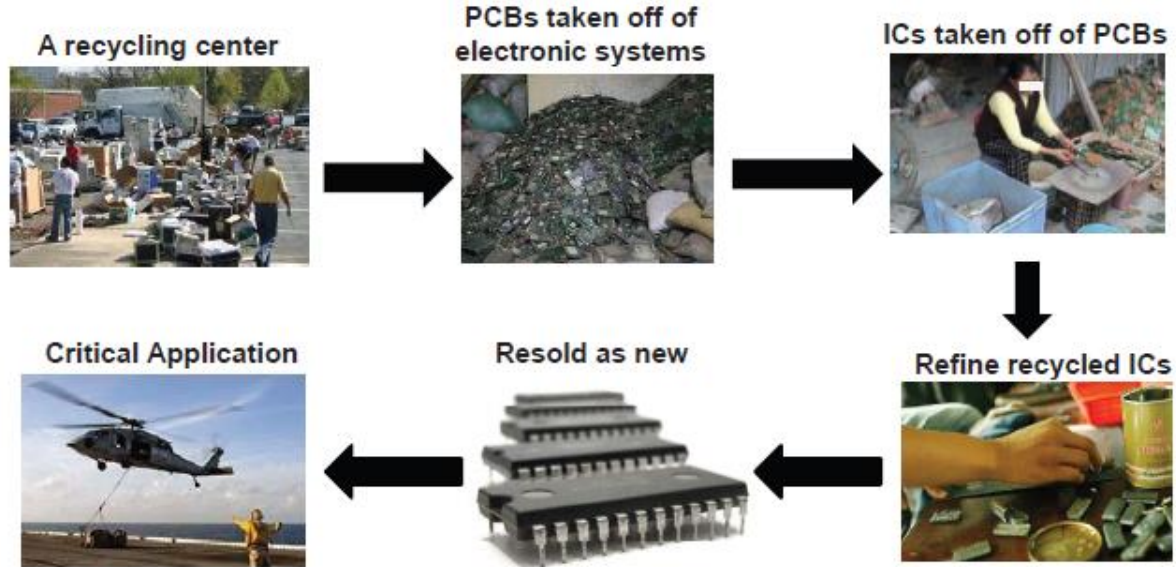 A recycling center
PCBs taken off of
electronic systems
ICs taken off of PCBs
Refine recycled ICs
Resold as new
Critical Application